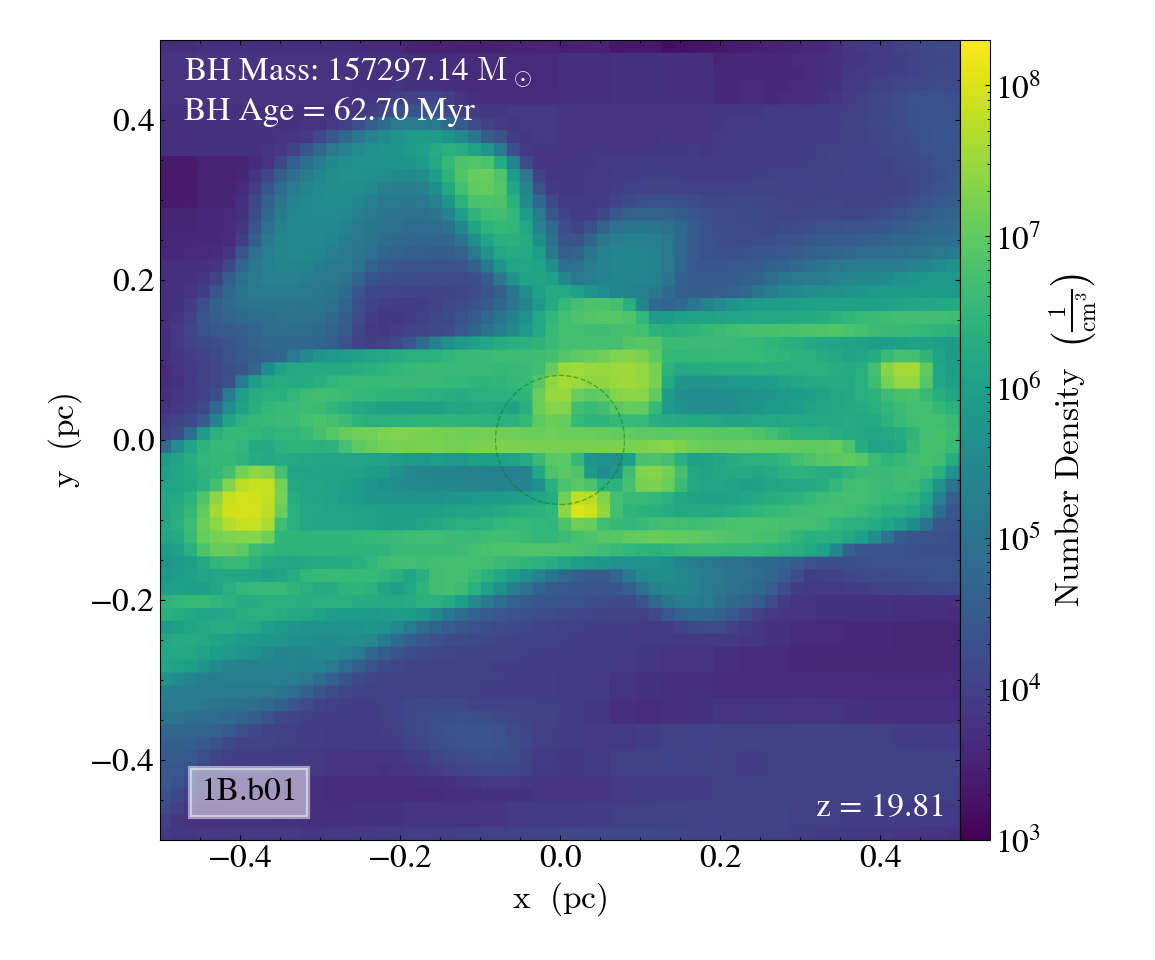 BH Mass: 157297.14 M⊙
BH Age = 62.70 Myr
0.4
0.2
0.0
−0.2
−0.4
y (pc)
1B.b01
z = 19.81
−0.4 −0.2 0.0 0.2 0.4
x (pc)
10⁸
10⁷
10⁶
10⁵
10⁴
10³
Number Density (1/cm³)